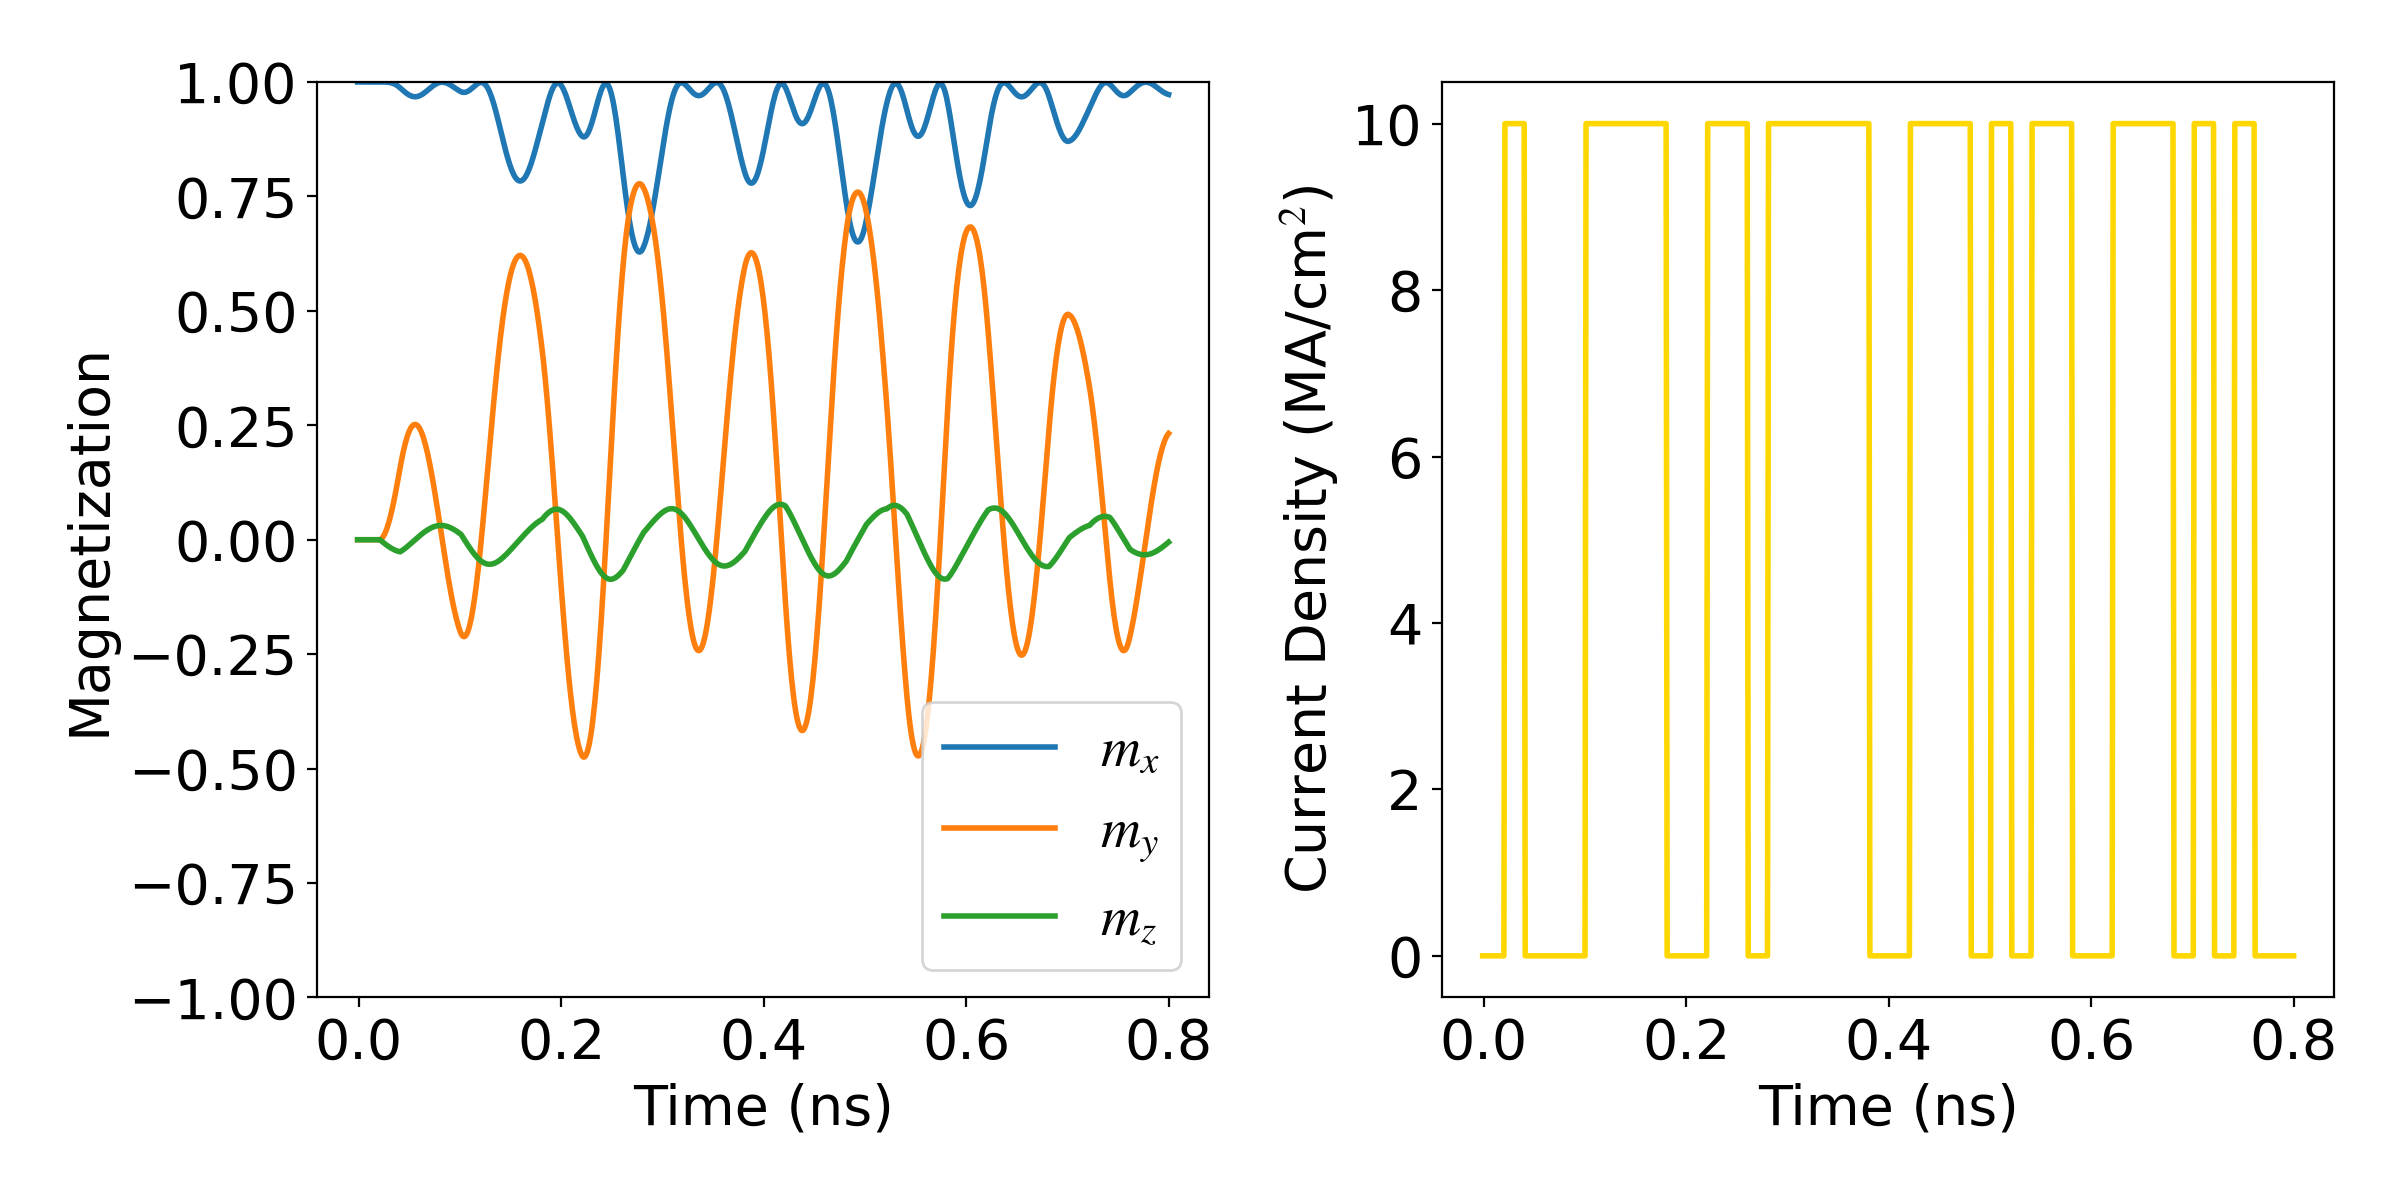 1.00
0.75
0.50
0.25
0.00
−0.25
−0.50
−0.75
−1.00
Magnetization
0.0 0.2 0.4 0.6 0.8
Time (ns)
m_x
m_y
m_z
10
8
6
4
2
0
Current Density (MA/cm²)
0.0 0.2 0.4 0.6 0.8
Time (ns)